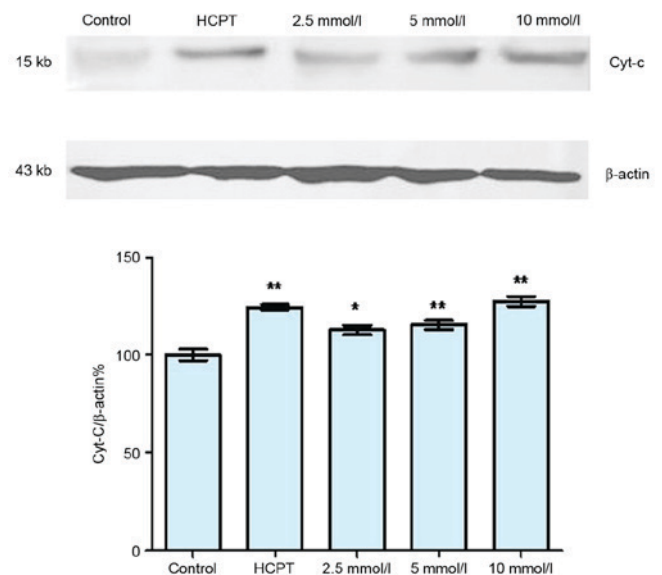 Control HCPT 2.5 mmol/l 5 mmol/l 10 mmol/l
15 kb Cyt-c
43 kb β-actin
150
** * ** **
100
Cyt-C/β-actin%
50
0
Control HCPT 2.5 mmol/l 5 mmol/l 10 mmol/l